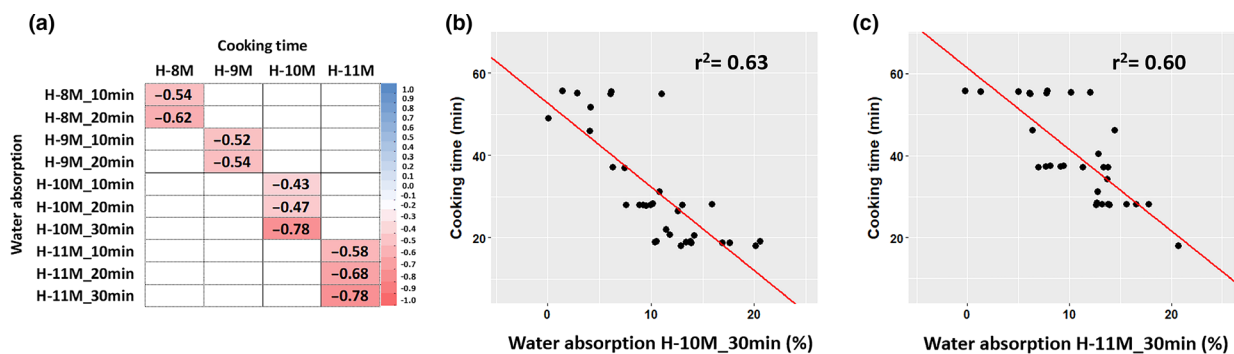 (a)
Cooking time
H-8M H-9M H-10M H-11M
Water absorption
H-8M_10min −0.54
H-8M_20min −0.62
H-9M_10min −0.52
H-9M_20min −0.54
H-10M_10min −0.43
H-10M_20min −0.47
H-10M_30min −0.78
H-11M_10min −0.58
H-11M_20min −0.68
H-11M_30min −0.78
1.0
0.9
0.8
0.7
0.5
0.4
0.3
0.2
0.1
0.0
-0.1
-0.2
-0.3
-0.4
-0.5
-0.7
-0.8
-0.9
-1.0
(b)
r²= 0.63
Cooking time (min)
60
40
20
0 10 20
Water absorption H-10M_30min (%)
(c)
r²= 0.60
Cooking time (min)
60
40
20
0 10 20
Water absorption H-11M_30min (%)